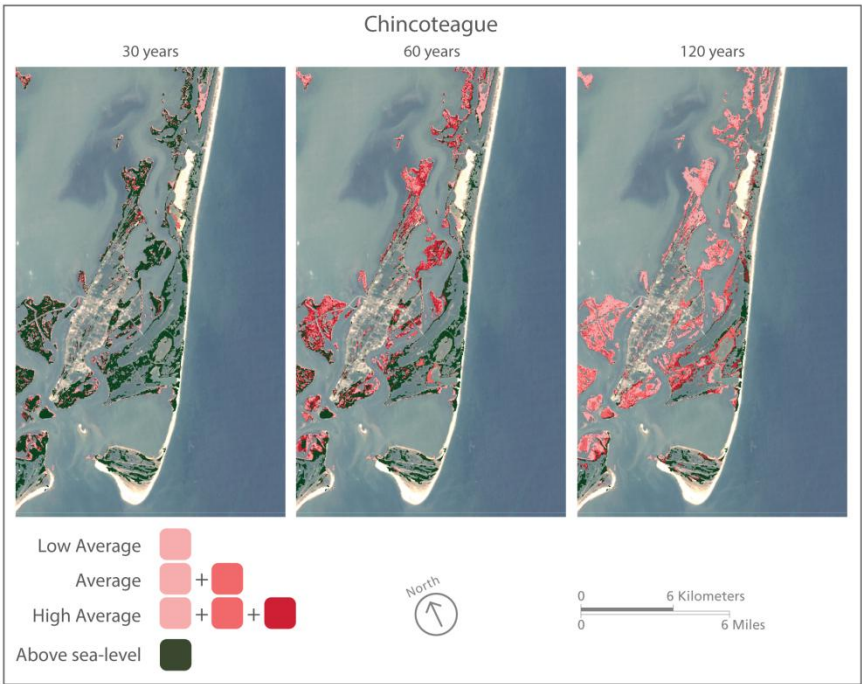 Chincoteague
30 years
60 years
120 years
Low Average
Average
+
High Average
+ +
Above sea-level
North
0 6 Kilometers
0 6 Miles